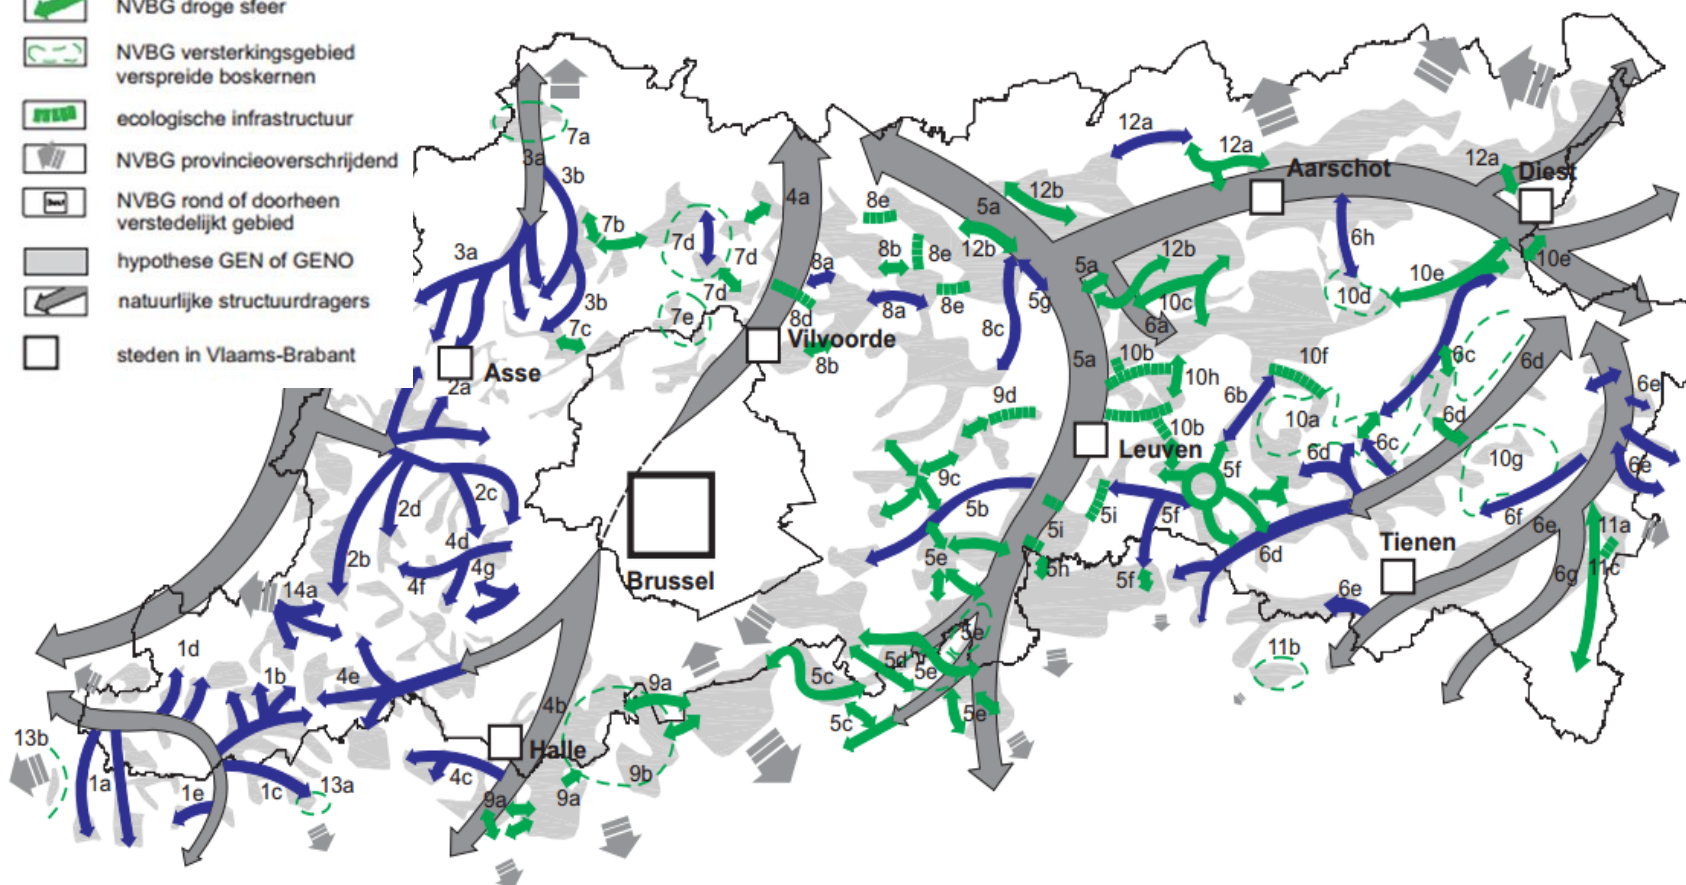 NVBG droge sfeer
NVBG versterkingsgebied
verspreide boskernen
ecologische infrastructuur
NVBG provincieoverschrijdend
NVBG rond of doorheen
verstedelijkt gebied
hypothese GEN of GENO
natuurlijke structuurdragers
steden in Vlaams-Brabant
7a
3a
3b
7b
3a
7d
7d
7d
3b
7c
7e
4a
8e
8b
8e
8a
8a
8e
8d
8b
Vilvoorde
Asse
2a
5a
12b
12b
5g
8c
12a
12a
Aarschot
12a
Diest
10e
6h
10e
10d
12b
5a
10c
6a
5a
10b
10h
10b
10f
6b
10a
6c
6d
6c
6d
6d
10g
6e
6e
9d
9c
Leuven
5f
5b
5i
5i
5f
5h
5f
5e
6d
6f
6e
Tienen
6e
6g
11a
11c
11b
2c
2d
2b
4d
4f
4g
Brussel
14a
1d
1b
4e
4b
Halle
4c
9a
9a
9b
9a
5c
5c
5d
5e
5e
5e
13b
1a
1e
1c
13a